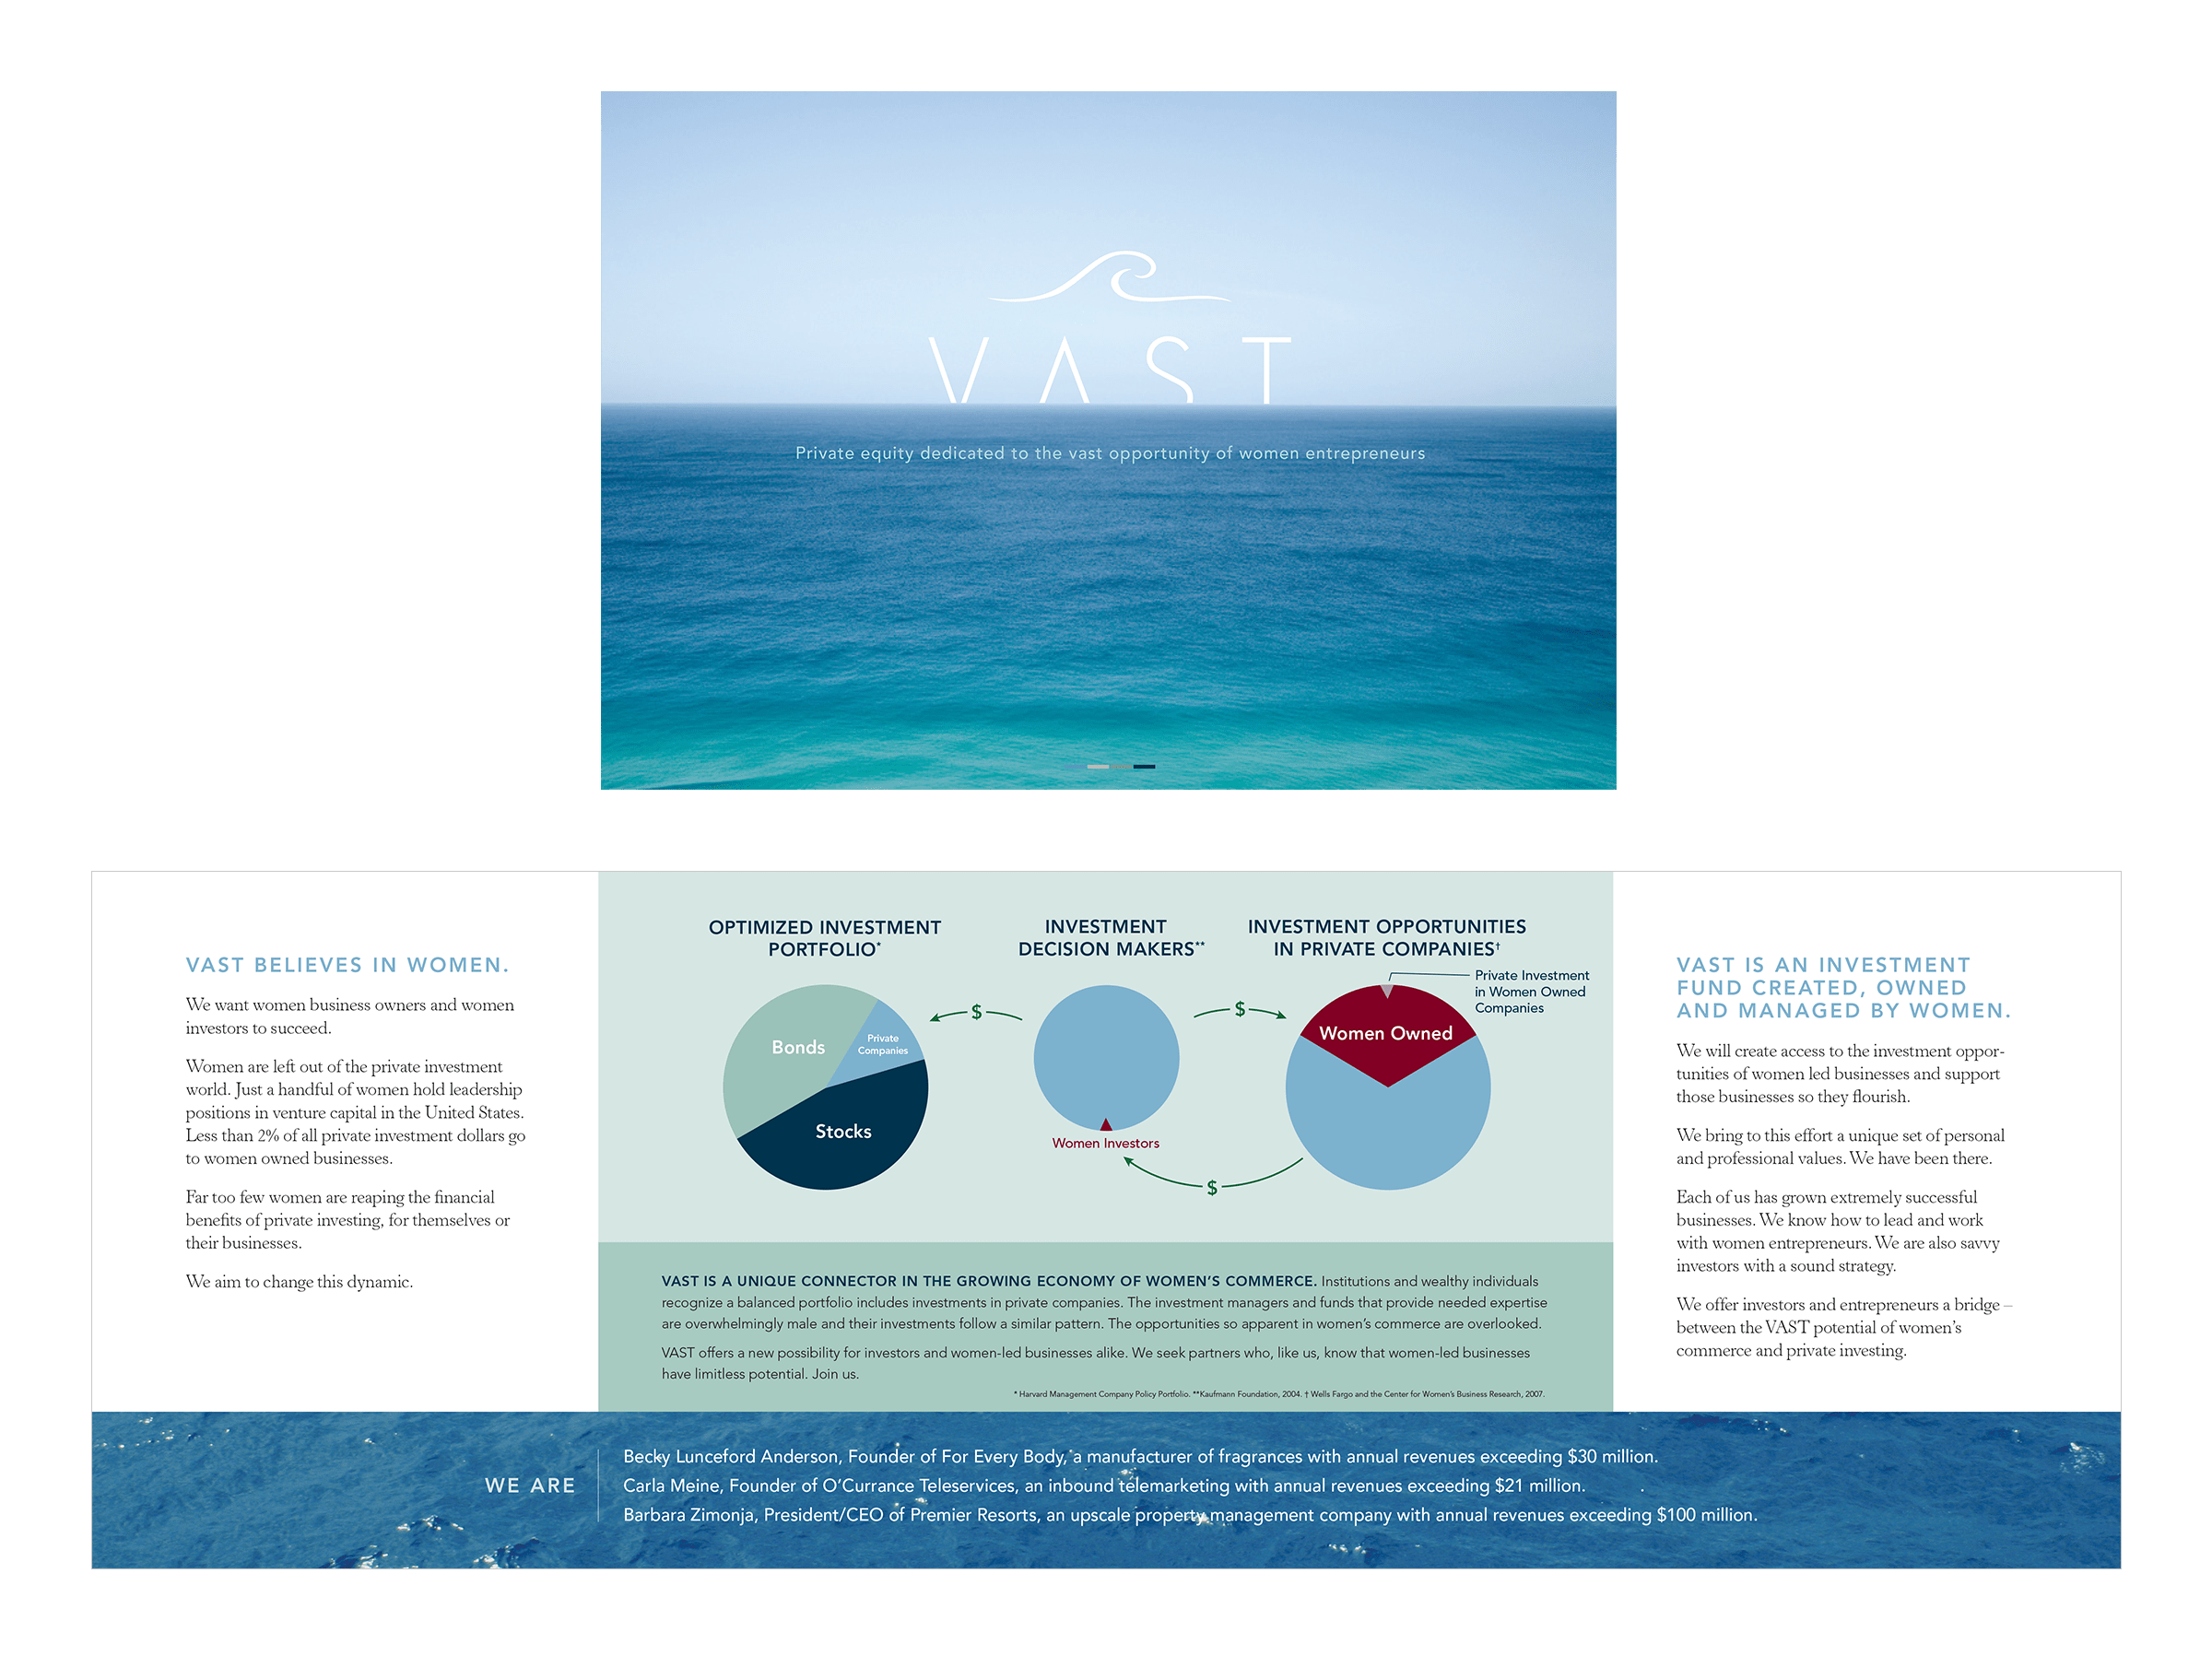 VAST
Private equity dedicated to the vast opportunity of women entrepreneurs
VAST BELIEVES IN WOMEN.
We want women business owners and women
investors to succeed.
Women are left out of the private investment
world. Just a handful of women hold leadership
positions in venture capital in the United States.
Less than 2% of all private investment dollars go
to women owned businesses.
Far too few women are reaping the financial
benefits of private investing, for themselves or
their businesses.
We aim to change this dynamic.
OPTIMIZED INVESTMENT
PORTFOLIO*
Bonds
Private
Companies
Stocks
INVESTMENT
DECISION MAKERS**
Women Investors
$
$
$
INVESTMENT OPPORTUNITIES
IN PRIVATE COMPANIES†
Private Investment
in Women Owned
Companies
Women Owned
VAST IS A UNIQUE CONNECTOR IN THE GROWING ECONOMY OF WOMEN'S COMMERCE. Institutions and wealthy individuals
recognize a balanced portfolio includes investments in private companies. The investment managers and funds that provide needed expertise
are overwhelmingly male and their investments follow a similar pattern. The opportunities so apparent in women's commerce are overlooked.
VAST offers a new possibility for investors and women-led businesses alike. We seek partners who, like us, know that women-led businesses
have limitless potential. Join us.
* Harvard Management Company Policy Portfolio. **Kaufmann Foundation, 2004. † Wells Fargo and the Center for Women's Business Research, 2007.
VAST IS AN INVESTMENT
FUND CREATED, OWNED
AND MANAGED BY WOMEN.
We will create access to the investment oppor-
tunities of women led businesses and support
those businesses so they flourish.
We bring to this effort a unique set of personal
and professional values. We have been there.
Each of us has grown extremely successful
businesses. We know how to lead and work
with women entrepreneurs. We are also savvy
investors with a sound strategy.
We offer investors and entrepreneurs a bridge –
between the VAST potential of women's
commerce and private investing.
WE ARE
Becky Lunceford Anderson, Founder of For Every Body, a manufacturer of fragrances with annual revenues exceeding $30 million.
Carla Meine, Founder of O'Currance Teleservices, an inbound telemarketing with annual revenues exceeding $21 million.
Barbara Zimonja, President/CEO of Premier Resorts, an upscale property management company with annual revenues exceeding $100 million.